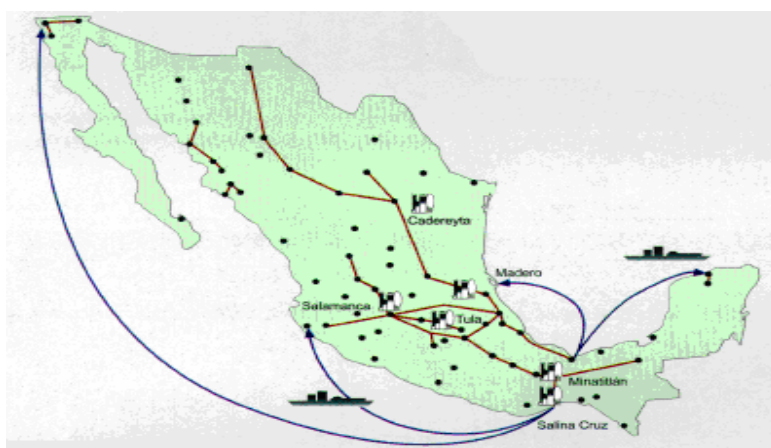 Cadereyta
Madero
Salamanca
Tula
Minatitlán
Salina Cruz